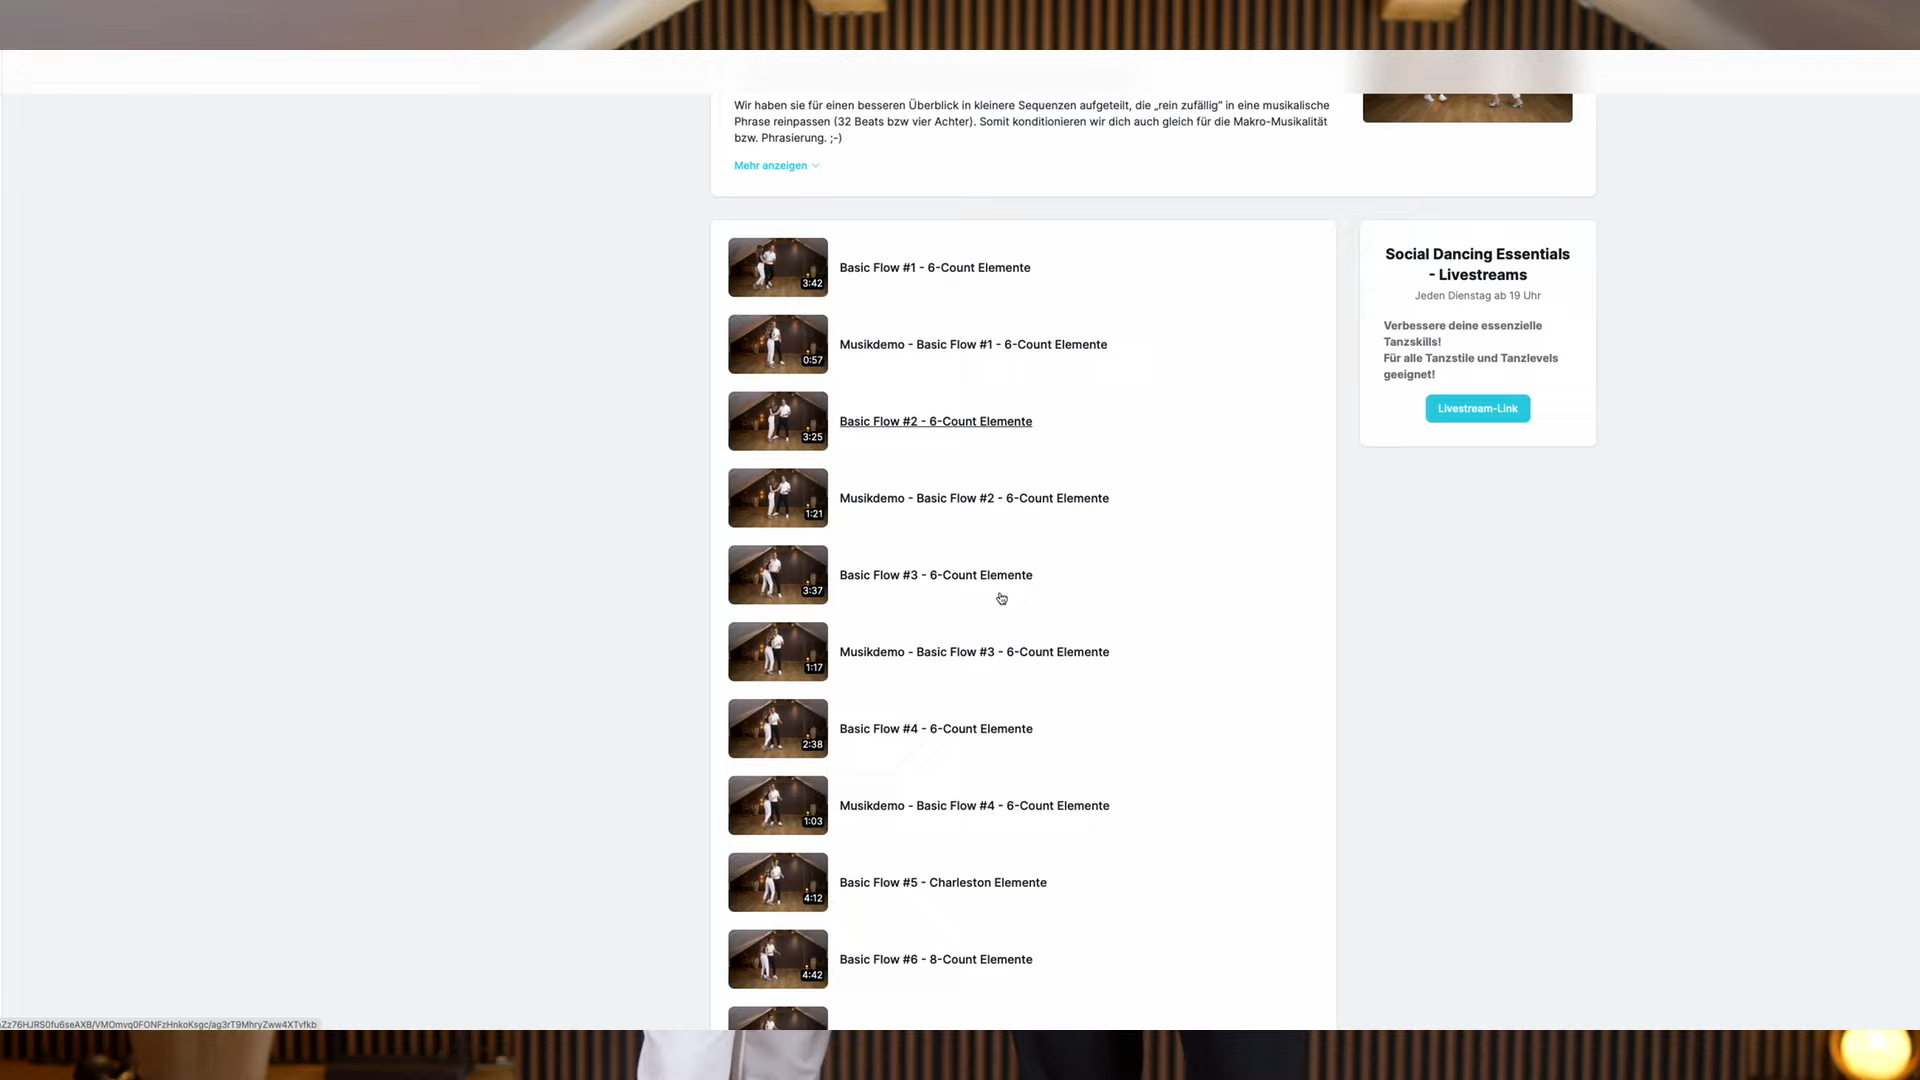 Wir haben sie für einen besseren Überblick in kleinere Sequenzen aufgeteilt, die „rein zufällig“ in eine musikalische
Phrase reinpassen (32 Beats bzw vier Achter). Somit konditionieren wir dich auch gleich für die Makro-Musikalität
bzw. Phrasierung. ;-)
Mehr anzeigen
3:42
Basic Flow #1 - 6-Count Elemente
0:57
Musikdemo - Basic Flow #1 - 6-Count Elemente
3:25
Basic Flow #2 - 6-Count Elemente
1:21
Musikdemo - Basic Flow #2 - 6-Count Elemente
3:37
Basic Flow #3 - 6-Count Elemente
1:17
Musikdemo - Basic Flow #3 - 6-Count Elemente
2:38
Basic Flow #4 - 6-Count Elemente
1:03
Musikdemo - Basic Flow #4 - 6-Count Elemente
4:12
Basic Flow #5 - Charleston Elemente
4:42
Basic Flow #6 - 8-Count Elemente
Social Dancing Essentials
- Livestreams
Jeden Dienstag ab 19 Uhr
Verbessere deine essenzielle
Tanzskills!
Für alle Tanzstile und Tanzlevels
geeignet!
Livestream-Link